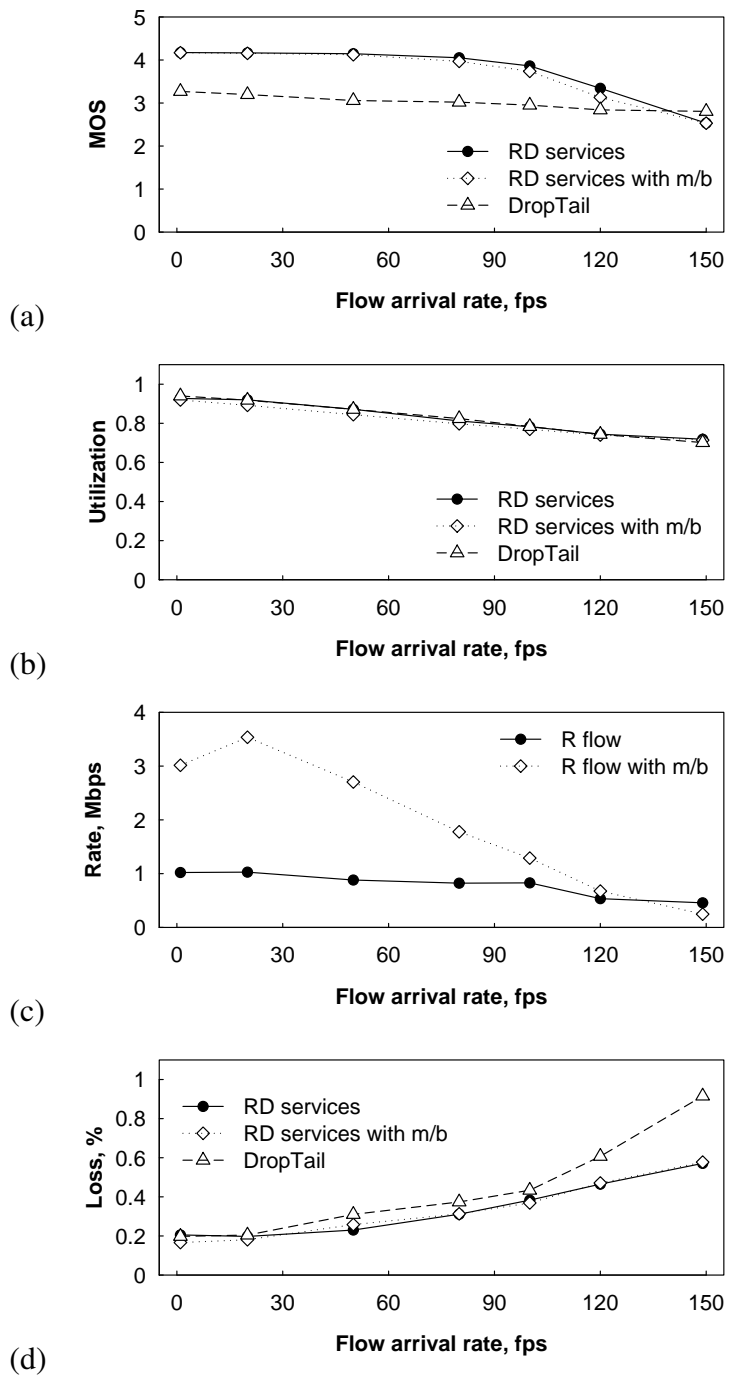 5
4
3
2
1
0
MOS
RD services
RD services with m/b
DropTail
0 30 60 90 120 150
Flow arrival rate, fps
(a)
1
0.8
0.6
0.4
0.2
0
Utilization
RD services
RD services with m/b
DropTail
0 30 60 90 120 150
Flow arrival rate, fps
(b)
4
3
2
1
0
Rate, Mbps
R flow
R flow with m/b
0 30 60 90 120 150
Flow arrival rate, fps
(c)
1
0.8
0.6
0.4
0.2
0
Loss, %
RD services
RD services with m/b
DropTail
0 30 60 90 120 150
Flow arrival rate, fps
(d)